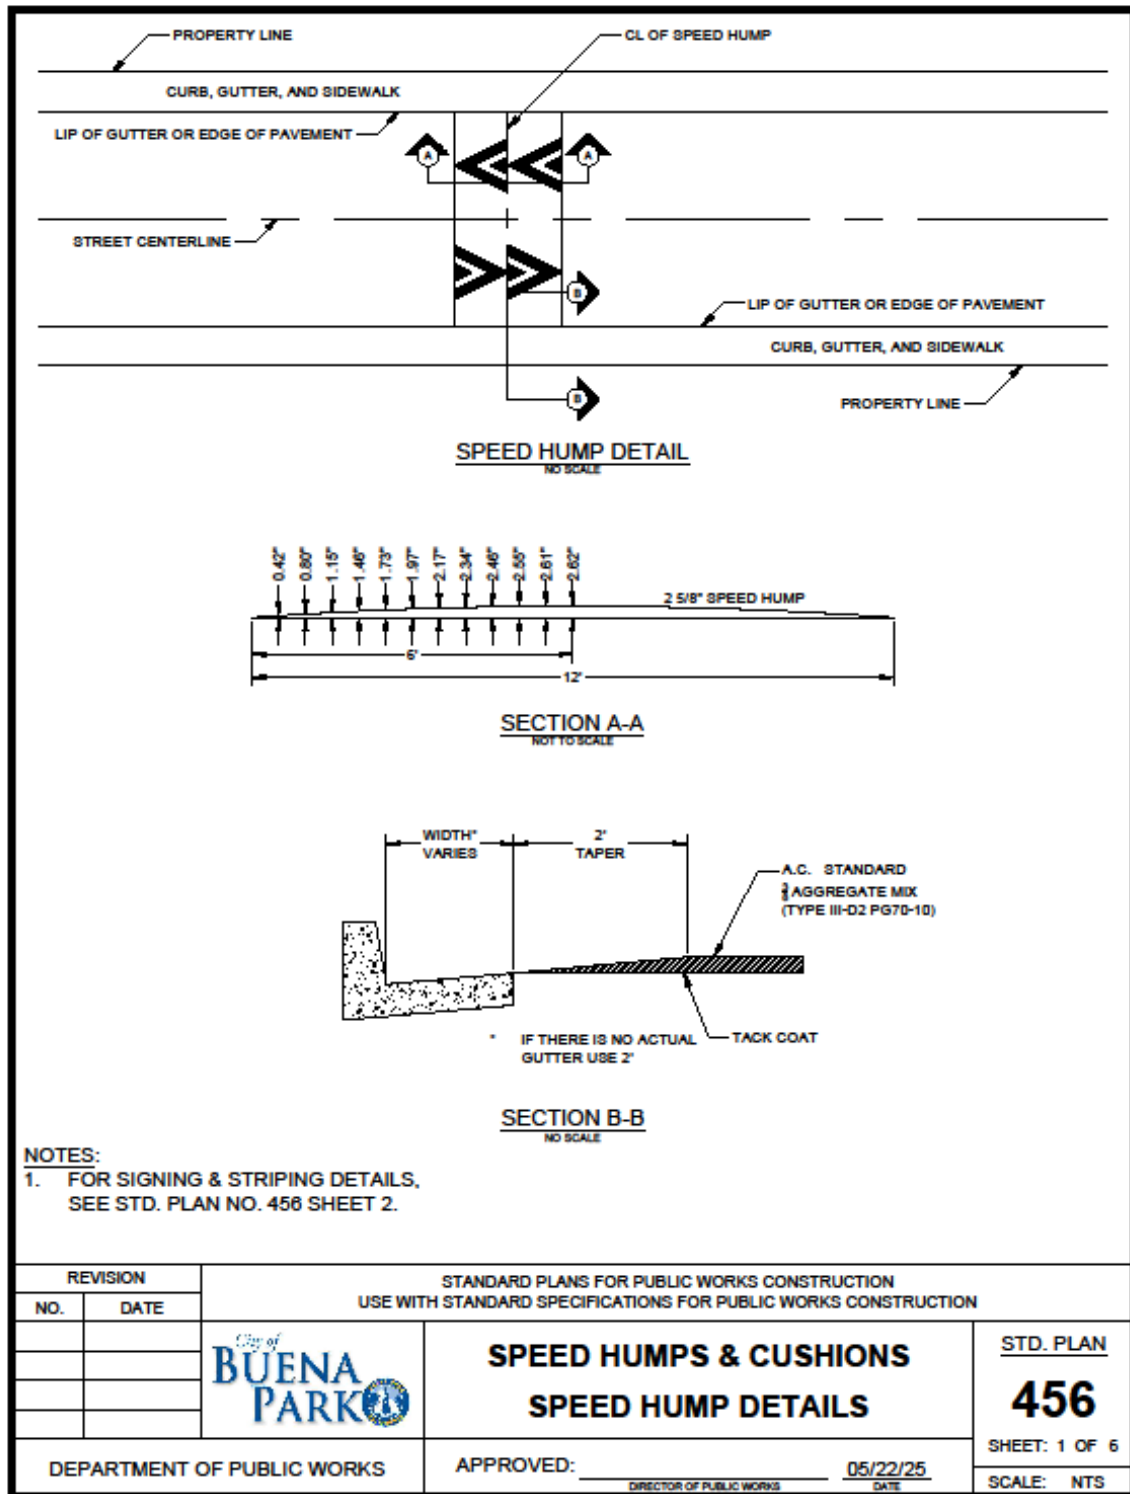 PROPERTY LINE
CL OF SPEED HUMP
CURB, GUTTER, AND SIDEWALK
LIP OF GUTTER OR EDGE OF PAVEMENT
A
A
STREET CENTERLINE
B
LIP OF GUTTER OR EDGE OF PAVEMENT
CURB, GUTTER, AND SIDEWALK
B
PROPERTY LINE
SPEED HUMP DETAIL
NO SCALE
0.42"
0.80"
1.15"
1.46"
1.73"
1.97"
2.17"
2.34"
2.46"
2.55"
2.61"
2.62"
2 5/8" SPEED HUMP
6'
12'
SECTION A-A
NOT TO SCALE
WIDTH*
VARIES
2'
TAPER
A.C. STANDARD
AGGREGATE MIX
(TYPE III-D2 PG70-10)
* IF THERE IS NO ACTUAL
GUTTER USE 2'
TACK COAT
SECTION B-B
NO SCALE
NOTES:
1. FOR SIGNING & STRIPING DETAILS,
SEE STD. PLAN NO. 456 SHEET 2.
REVISION
NO. DATE
STANDARD PLANS FOR PUBLIC WORKS CONSTRUCTION
USE WITH STANDARD SPECIFICATIONS FOR PUBLIC WORKS CONSTRUCTION
City of
BUENA
PARK
SPEED HUMPS & CUSHIONS
SPEED HUMP DETAILS
STD. PLAN
456
SHEET: 1 OF 6
DEPARTMENT OF PUBLIC WORKS
APPROVED:
DIRECTOR OF PUBLIC WORKS
05/22/25
DATE
SCALE: NTS